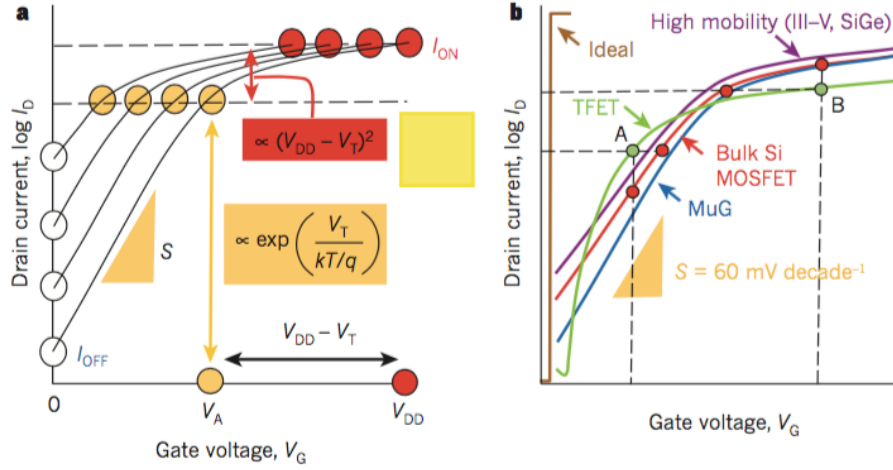 a
Drain current, log I_D
I_ON
∝ (V_DD – V_T)²
S
∝ exp(V_T / kT/q)
V_DD – V_T
I_OFF
0
V_A
V_DD
Gate voltage, V_G
b
Drain current, log I_D
High mobility (III–V, SiGe)
Ideal
TFET
A
B
Bulk Si
MOSFET
MuG
S = 60 mV decade⁻¹
Gate voltage, V_G